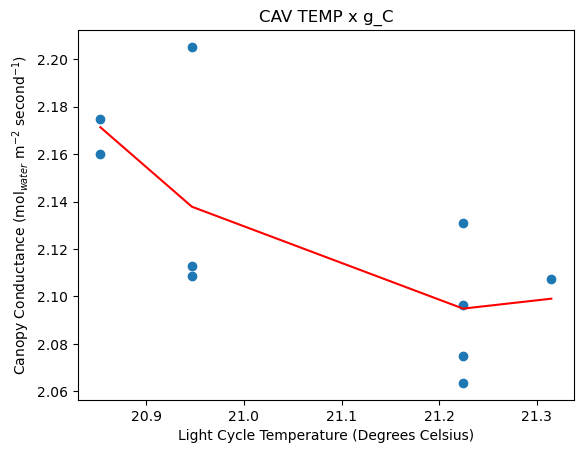 CAV TEMP x g_C
Canopy Conductance (mol_water m⁻² second⁻¹)
2.20
2.18
2.16
2.14
2.12
2.10
2.08
2.06
20.9 21.0 21.1 21.2 21.3
Light Cycle Temperature (Degrees Celsius)